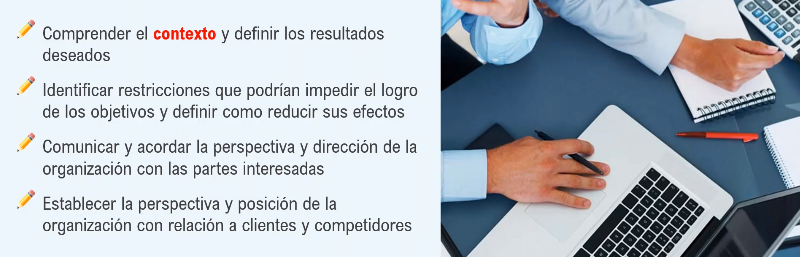 Comprender el contexto y definir los resultados
deseados
Identificar restricciones que podrían impedir el logro
de los objetivos y definir como reducir sus efectos
Comunicar y acordar la perspectiva y dirección de la
organización con las partes interesadas
Establecer la perspectiva y posición de la
organización con relación a clientes y competidores